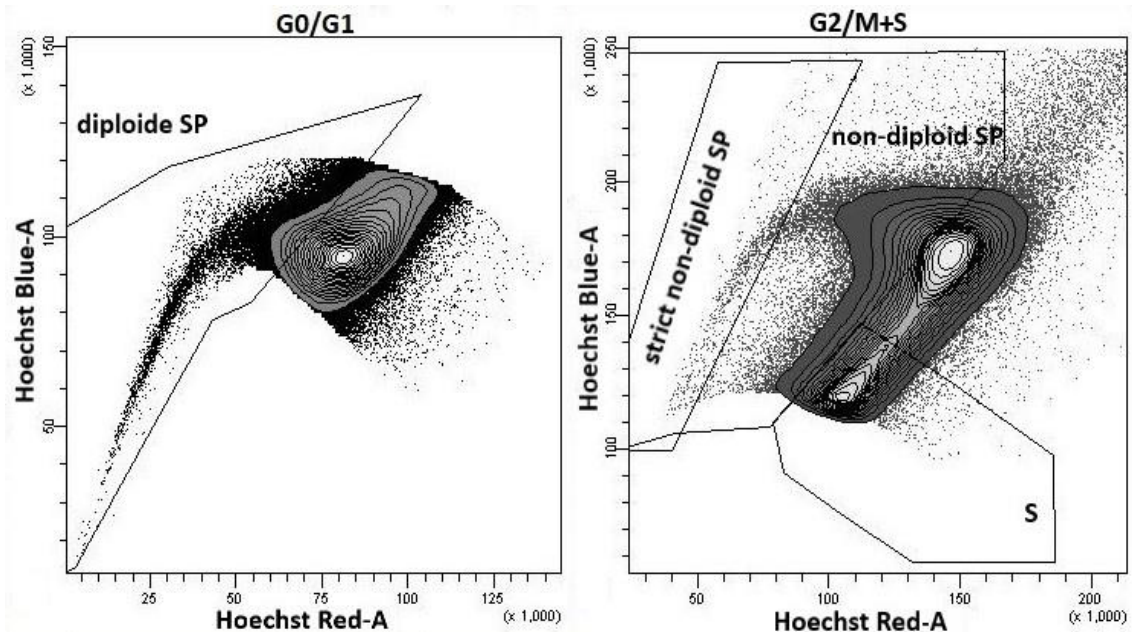 G0/G1
(x 1,000)
150
100
50
Hoechst Blue-A
diploide SP
25
50
75
100
125
Hoechst Red-A
(x 1,000)
G2/M+S
(x 1,000)
250
200
150
100
Hoechst Blue-A
strict non-diploid SP
non-diploid SP
S
50
100
150
200
Hoechst Red-A
(x 1,000)